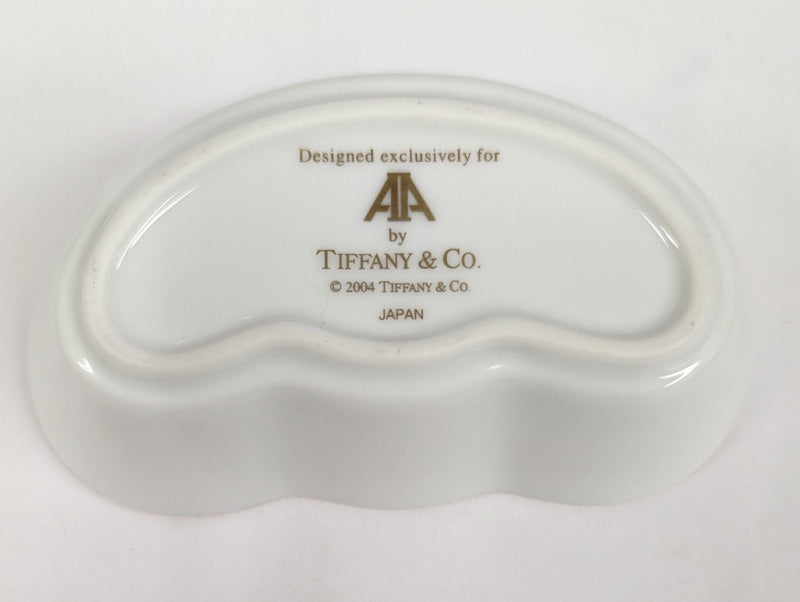 Designed exclusively for
AIA
by
TIFFANY & CO.
© 2004 TIFFANY & CO.
JAPAN